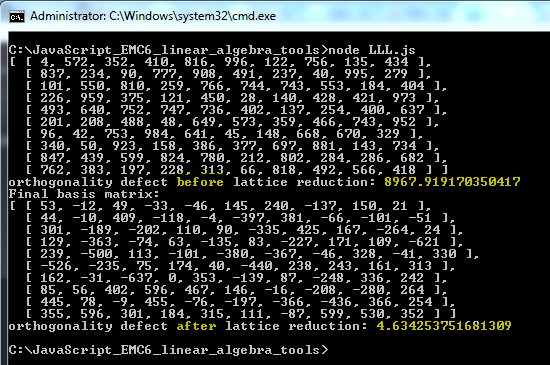 Administrator: C:\Windows\system32\cmd.exe
C:\JavaScript_EMC6_linear_algebra_tools>node LLL.js
[ [ 4, 572, 352, 410, 816, 996, 122, 756, 135, 434 ],
[ 837, 234, 90, 777, 908, 491, 237, 40, 995, 279 ],
[ 101, 550, 810, 259, 766, 744, 743, 553, 184, 404 ],
[ 226, 959, 375, 121, 450, 28, 140, 428, 421, 973 ],
[ 493, 640, 752, 747, 736, 402, 137, 254, 400, 637 ],
[ 201, 208, 488, 48, 649, 573, 359, 466, 743, 952 ],
[ 96, 42, 753, 984, 641, 45, 148, 668, 670, 329 ],
[ 340, 50, 923, 158, 386, 377, 697, 881, 143, 734 ],
[ 847, 439, 599, 824, 780, 212, 802, 284, 286, 682 ],
[ 762, 383, 197, 228, 313, 66, 818, 492, 566, 418 ] ]
orthogonality defect before lattice reduction: 8967.919170350417
Final basis matrix:
[ [ 53, -12, 49, -33, -46, 145, 240, -137, 150, 21 ],
[ 44, -10, 409, -118, -4, -397, 381, -66, -101, -51 ],
[ 301, -189, -202, 110, 90, -335, 425, 167, -264, 24 ],
[ 129, -363, -74, 63, -135, 83, -227, 171, 109, -621 ],
[ 239, -500, 113, -101, -380, -367, -46, 328, -41, 330 ],
[ -526, -235, 75, 174, 40, -440, 238, 243, 161, 313 ],
[ 162, -31, -637, 0, 353, -139, 87, -248, 336, 242 ],
[ 85, 56, 402, 596, 467, 146, -16, -208, -280, 264 ],
[ 445, 78, -9, 455, -76, -197, -366, -436, 366, 254 ],
[ 355, 596, 301, 184, 315, 111, -87, 599, 530, 352 ] ]
orthogonality defect after lattice reduction: 4.634253751681309
C:\JavaScript_EMC6_linear_algebra_tools>